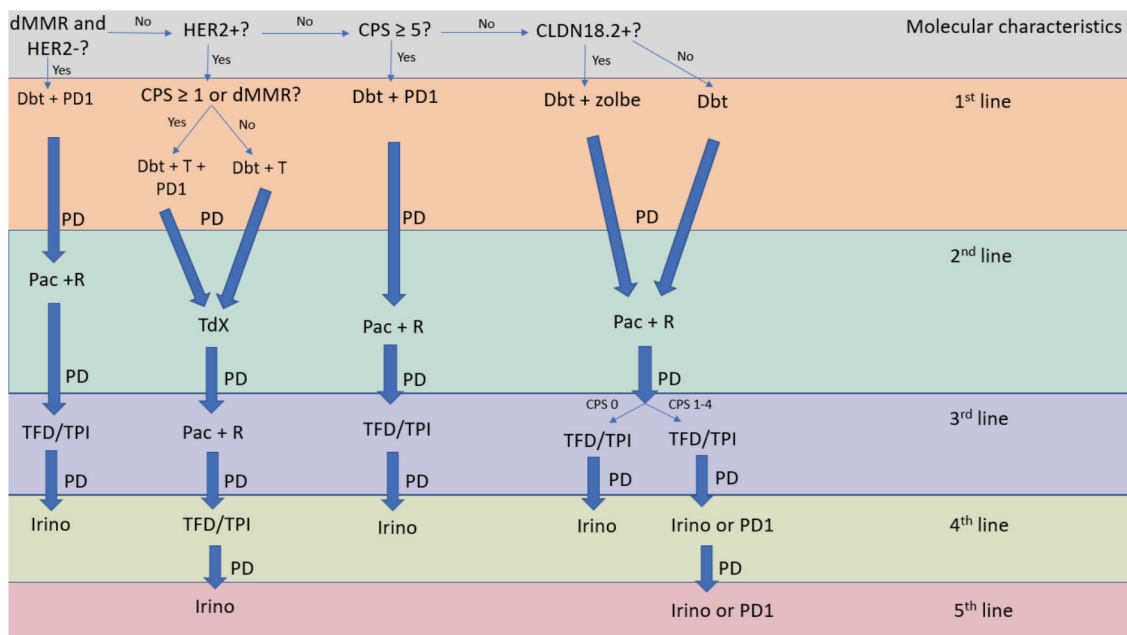 dMMR and
HER2-?
No
HER2+?
No
CPS ≥ 5?
No
CLDN18.2+?
Molecular characteristics
Yes
Yes
Yes
Yes
No
Dbt + PD1
CPS ≥ 1 or dMMR?
Dbt + PD1
Dbt + zolbe
Dbt
1st line
Yes
No
Dbt + T +
PD1
Dbt + T
PD
PD
PD
PD
2nd line
Pac +R
TdX
Pac + R
Pac + R
PD
PD
PD
PD
CPS 0
CPS 1-4
3rd line
TFD/TPI
Pac + R
TFD/TPI
TFD/TPI
TFD/TPI
PD
PD
PD
PD
PD
Irino
TFD/TPI
Irino
Irino
Irino or PD1
4th line
PD
PD
Irino
Irino or PD1
5th line